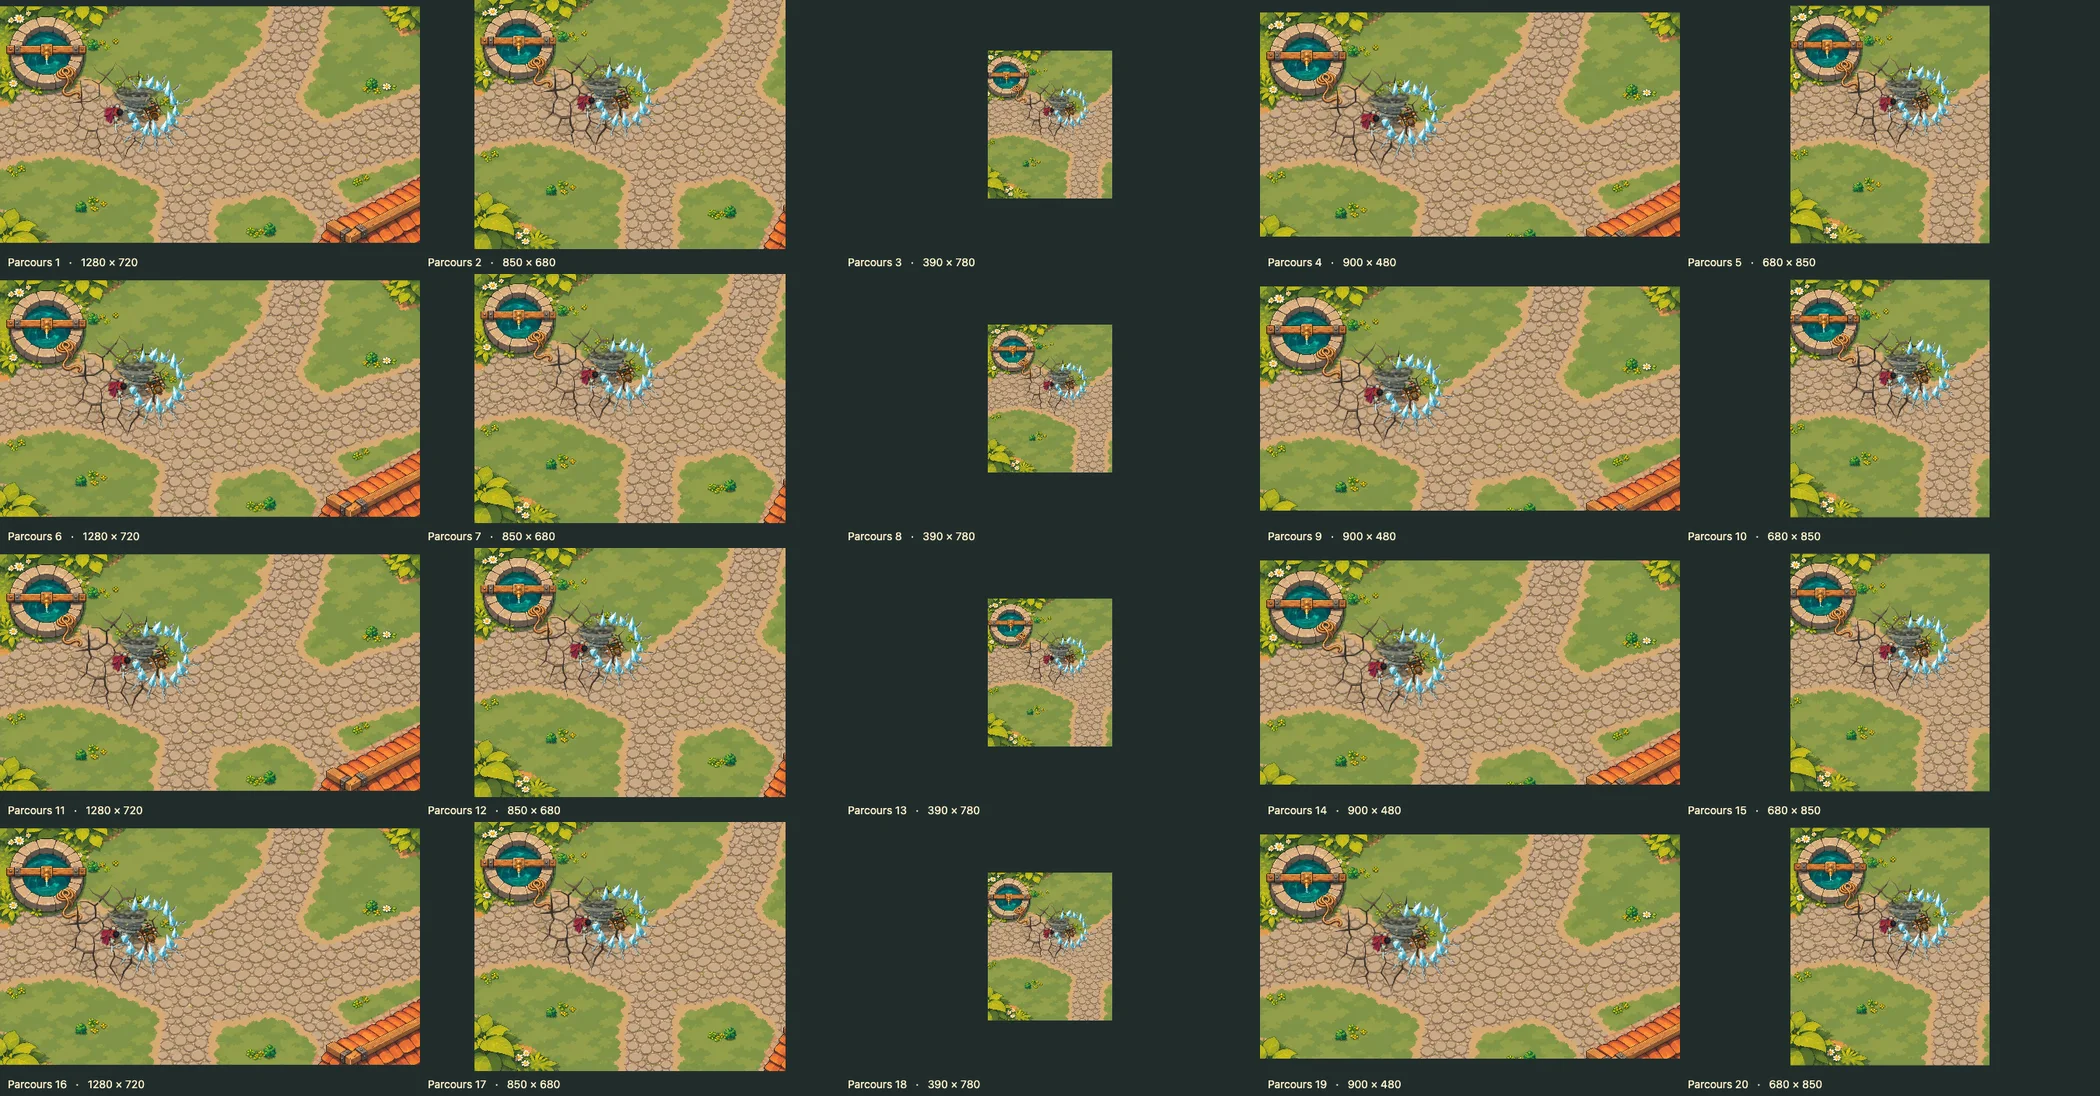 Parcours 1 · 1280 × 720
Parcours 2 · 850 × 680
Parcours 3 · 390 × 780
Parcours 4 · 900 × 480
Parcours 5 · 680 × 850
Parcours 6 · 1280 × 720
Parcours 7 · 850 × 680
Parcours 8 · 390 × 780
Parcours 9 · 900 × 480
Parcours 10 · 680 × 850
Parcours 11 · 1280 × 720
Parcours 12 · 850 × 680
Parcours 13 · 390 × 780
Parcours 14 · 900 × 480
Parcours 15 · 680 × 850
Parcours 16 · 1280 × 720
Parcours 17 · 850 × 680
Parcours 18 · 390 × 780
Parcours 19 · 900 × 480
Parcours 20 · 680 × 850